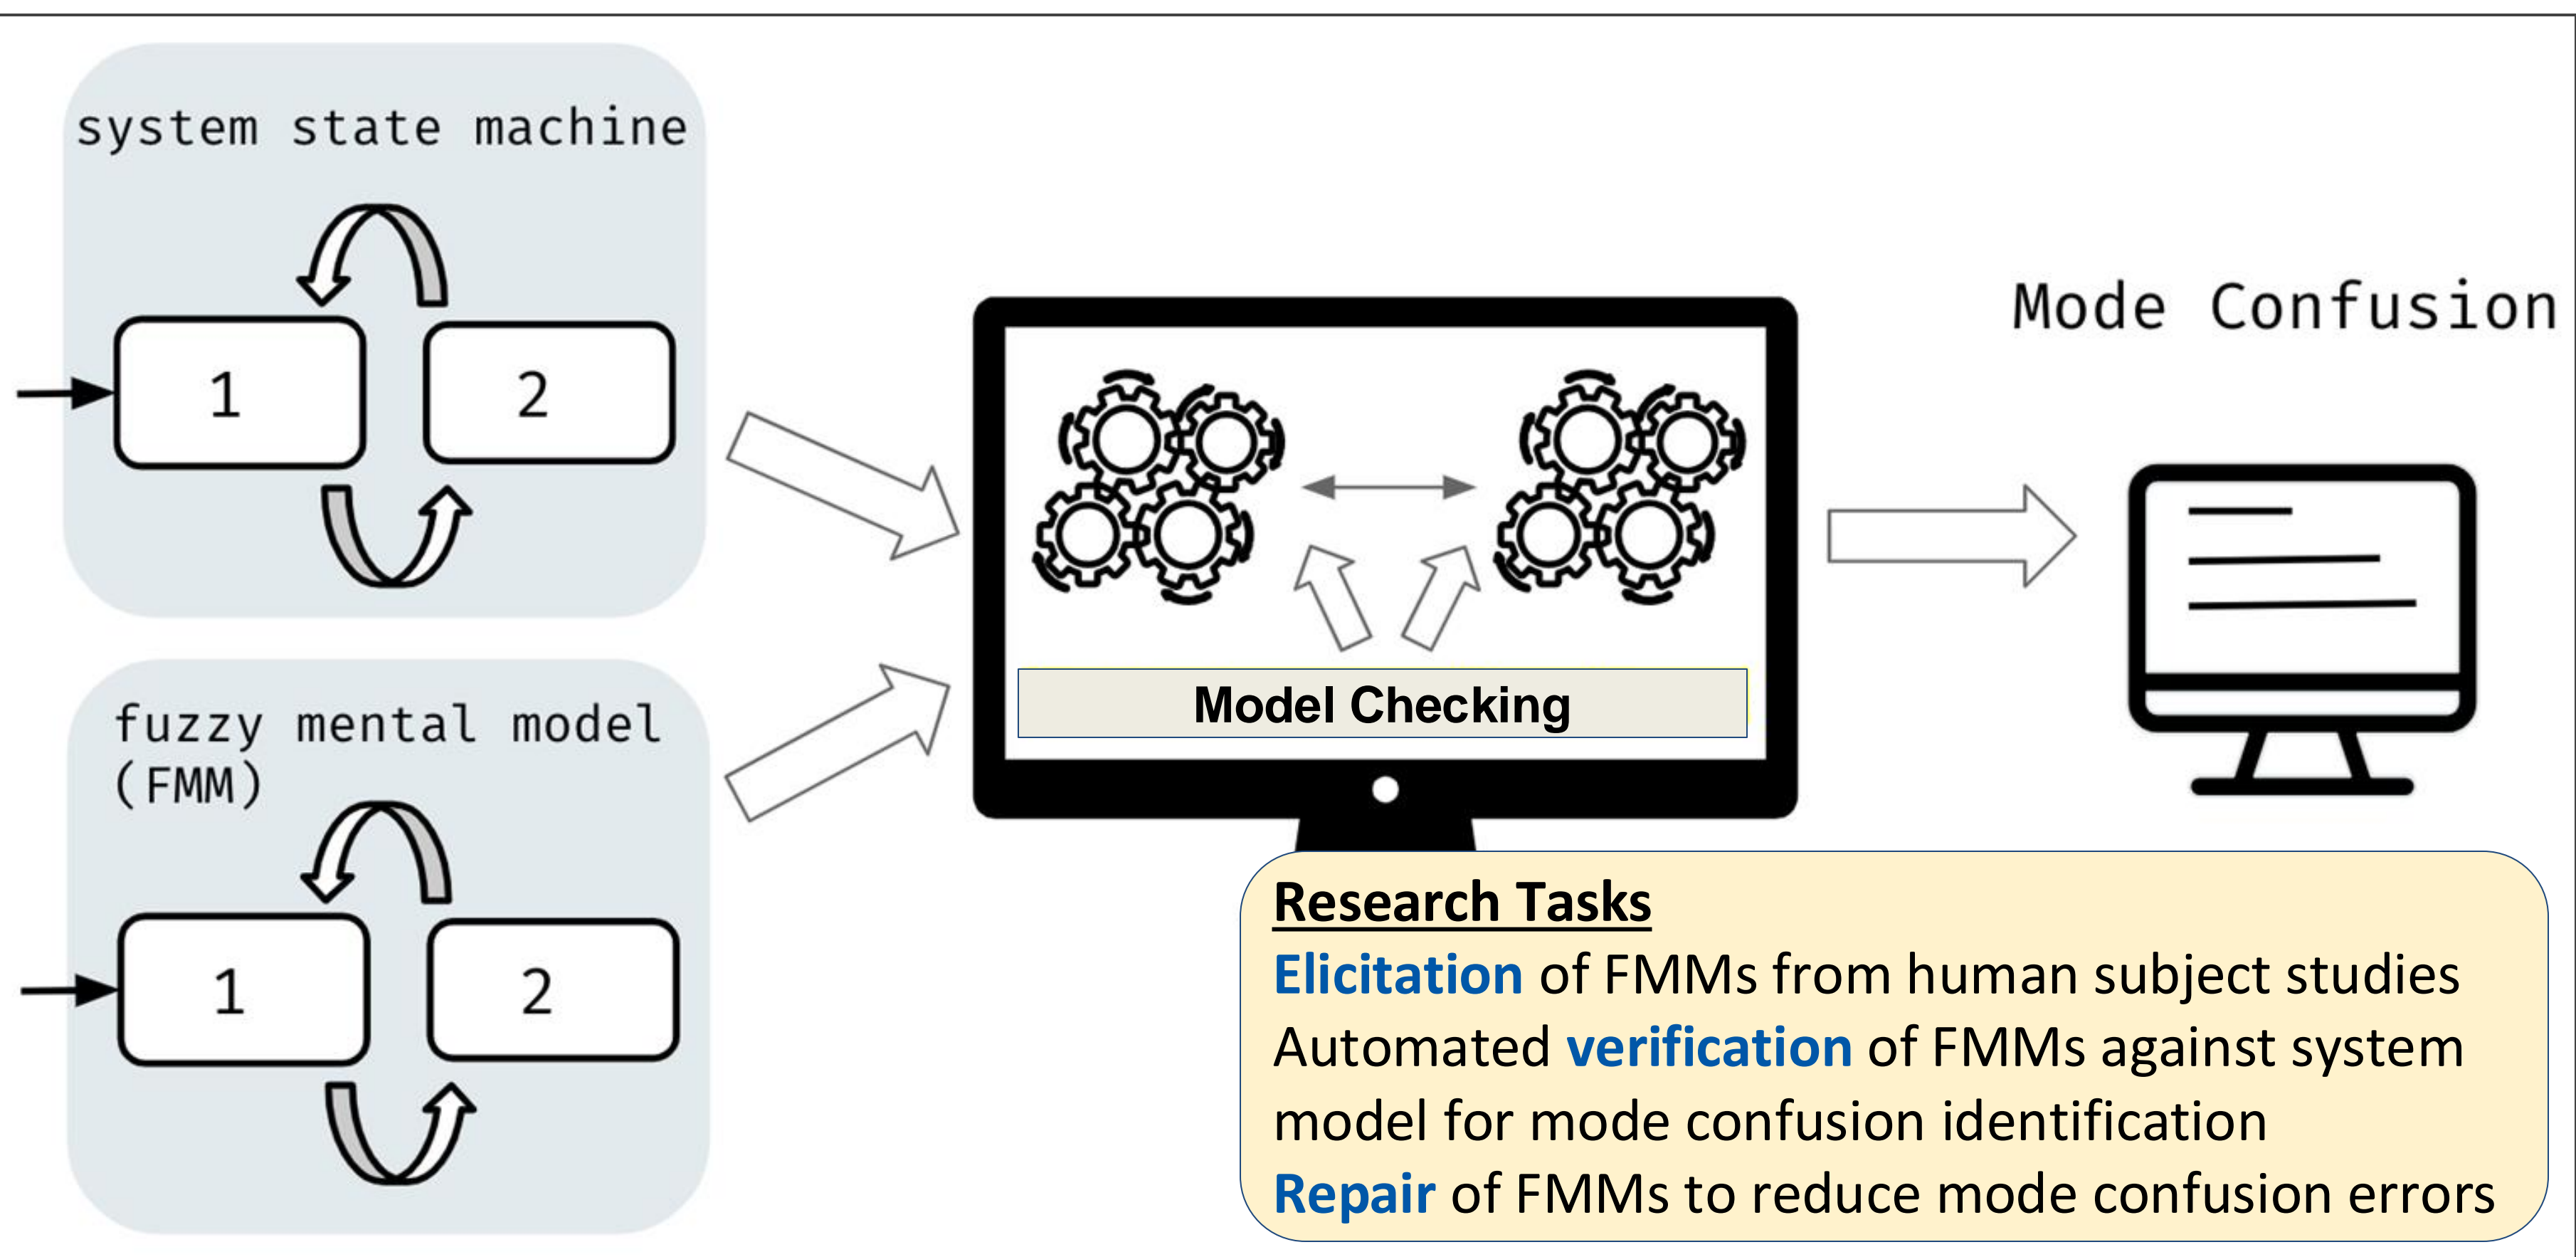 system state machine
1
2
fuzzy mental model
(FMM)
1
2
Model Checking
Mode Confusion
Research Tasks
Elicitation of FMMs from human subject studies
Automated verification of FMMs against system
model for mode confusion identification
Repair of FMMs to reduce mode confusion errors